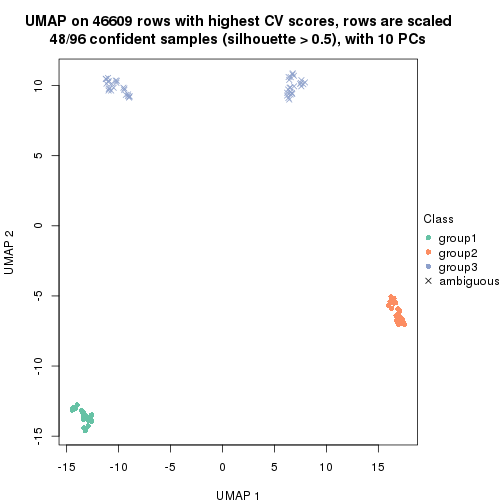 UMAP on 46609 rows with highest CV scores, rows are scaled
48/96 confident samples (silhouette > 0.5), with 10 PCs
10
5
0
-5
-10
-15
UMAP 2
-15
-10
-5
0
5
10
15
UMAP 1
Class
group1
group2
group3
ambiguous